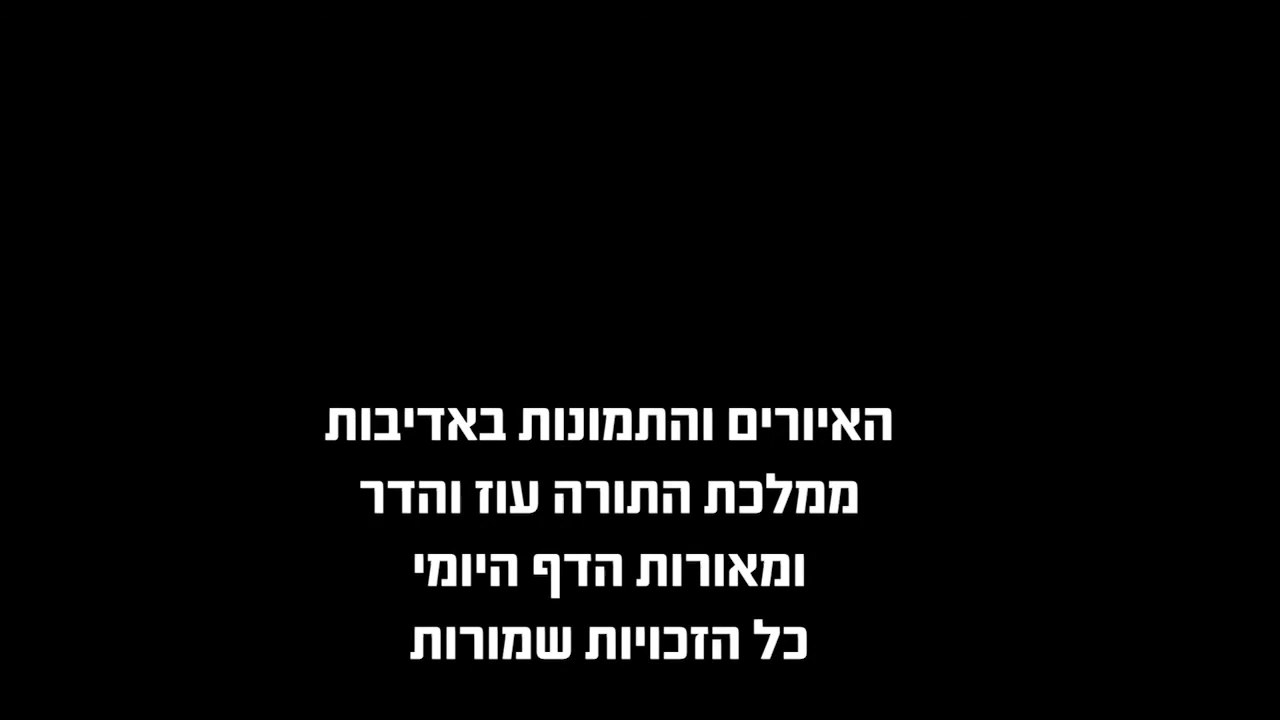 האיורים והתמונות באדיבות
ממלכת התורה עוז והדר
ומאורות הדף היומי
כל הזכויות שמורות